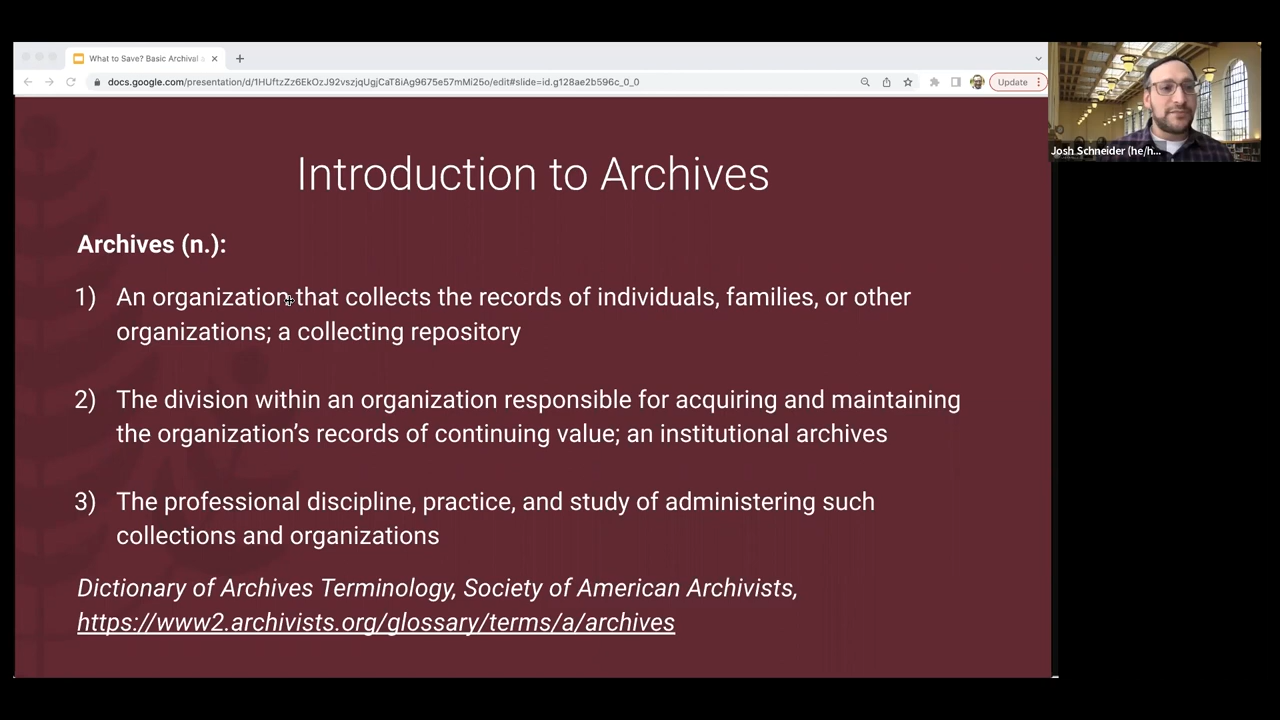 What to Save? Basic Archival
docs.google.com/presentation/d/1HUftzZz6EkOzJ92vszjqUgjCaT8iAg9675e57mMi25o/edit#slide=id.g128ae2b596c_0_0
Update
Josh Schneider (he/h...
Introduction to Archives
Archives (n.):
1) An organization that collects the records of individuals, families, or other
organizations; a collecting repository
2) The division within an organization responsible for acquiring and maintaining
the organization’s records of continuing value; an institutional archives
3) The professional discipline, practice, and study of administering such
collections and organizations
Dictionary of Archives Terminology, Society of American Archivists,
https://www2.archivists.org/glossary/terms/a/archives